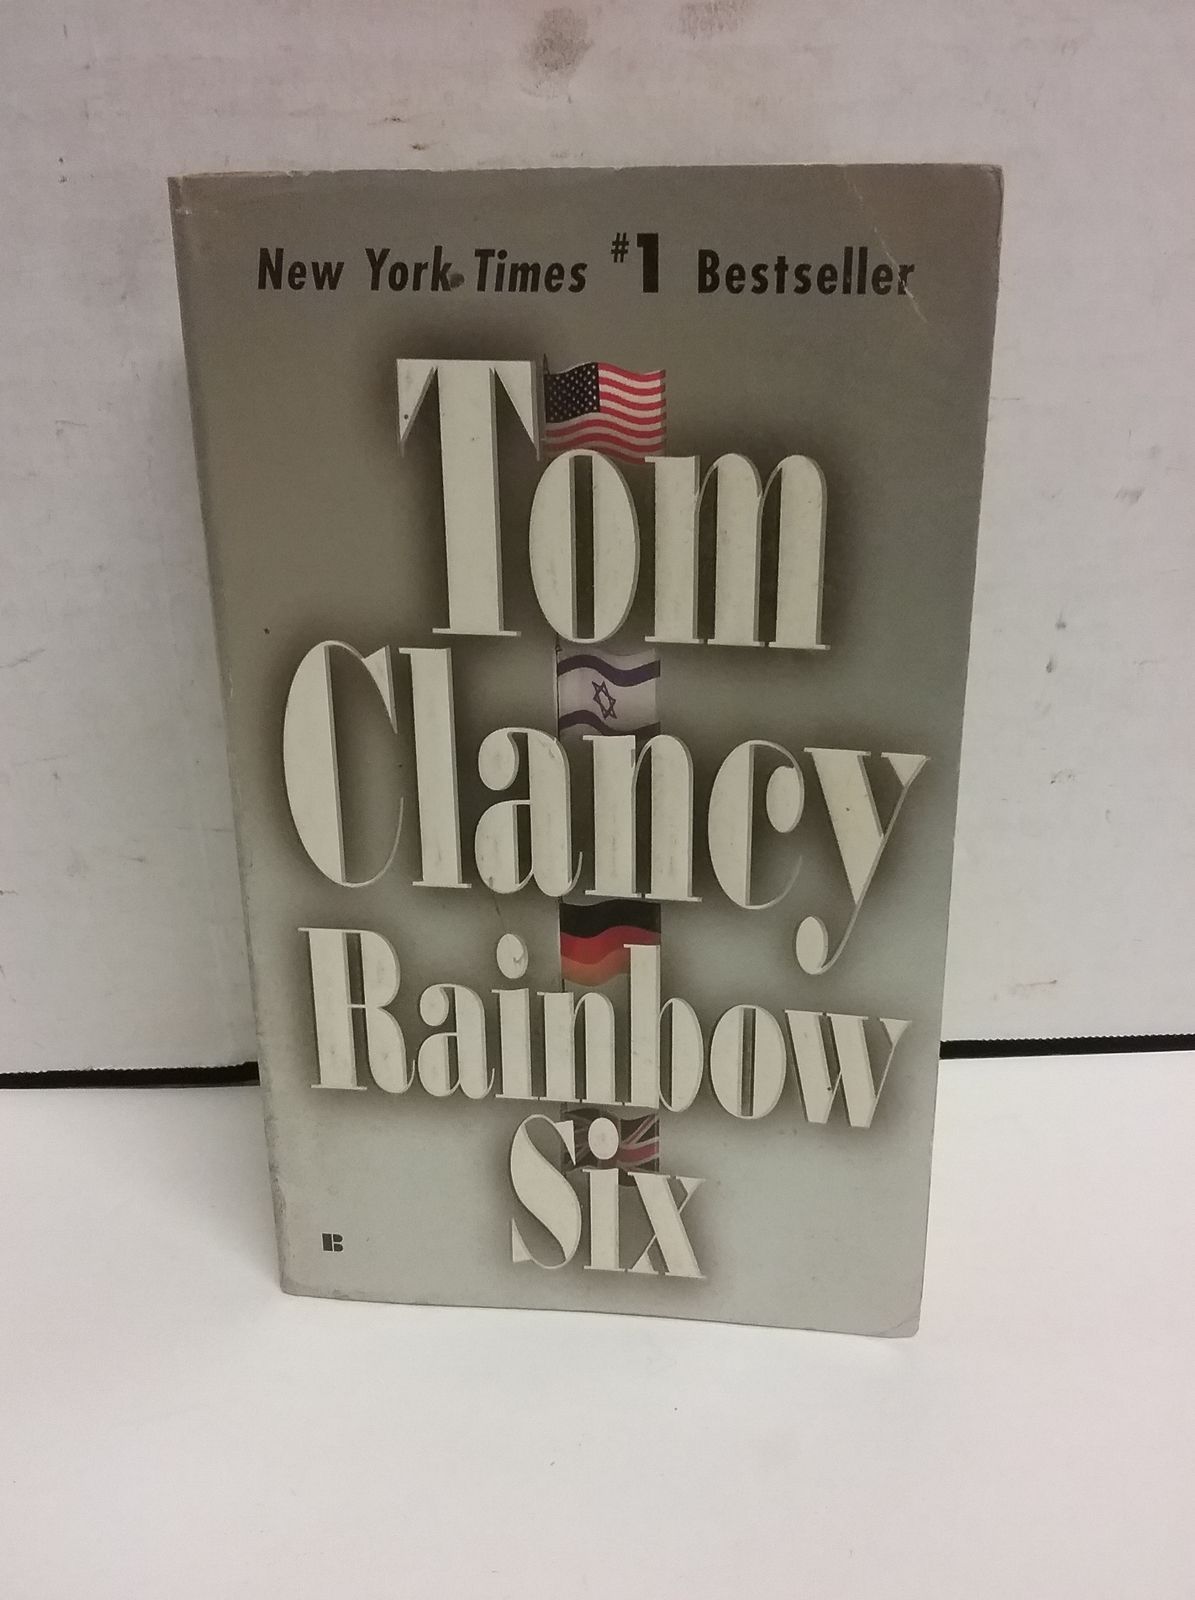 New York Times #1 Bestseller
Tom
Clancy
Rainbow
Six
B